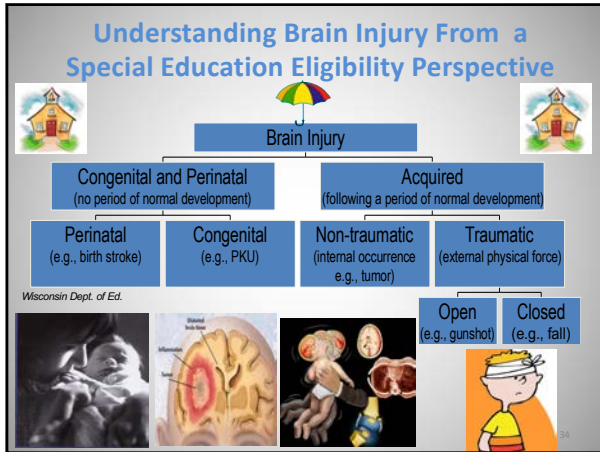 Understanding Brain Injury From a
Special Education Eligibility Perspective
Brain Injury
Congenital and Perinatal
(no period of normal development)
Acquired
(following a period of normal development)
Perinatal
(e.g., birth stroke)
Congenital
(e.g., PKU)
Non-traumatic
(internal occurrence
e.g., tumor)
Traumatic
(external physical force)
Wisconsin Dept. of Ed.
Open
(e.g., gunshot)
Closed
(e.g., fall)
Inflammation
34